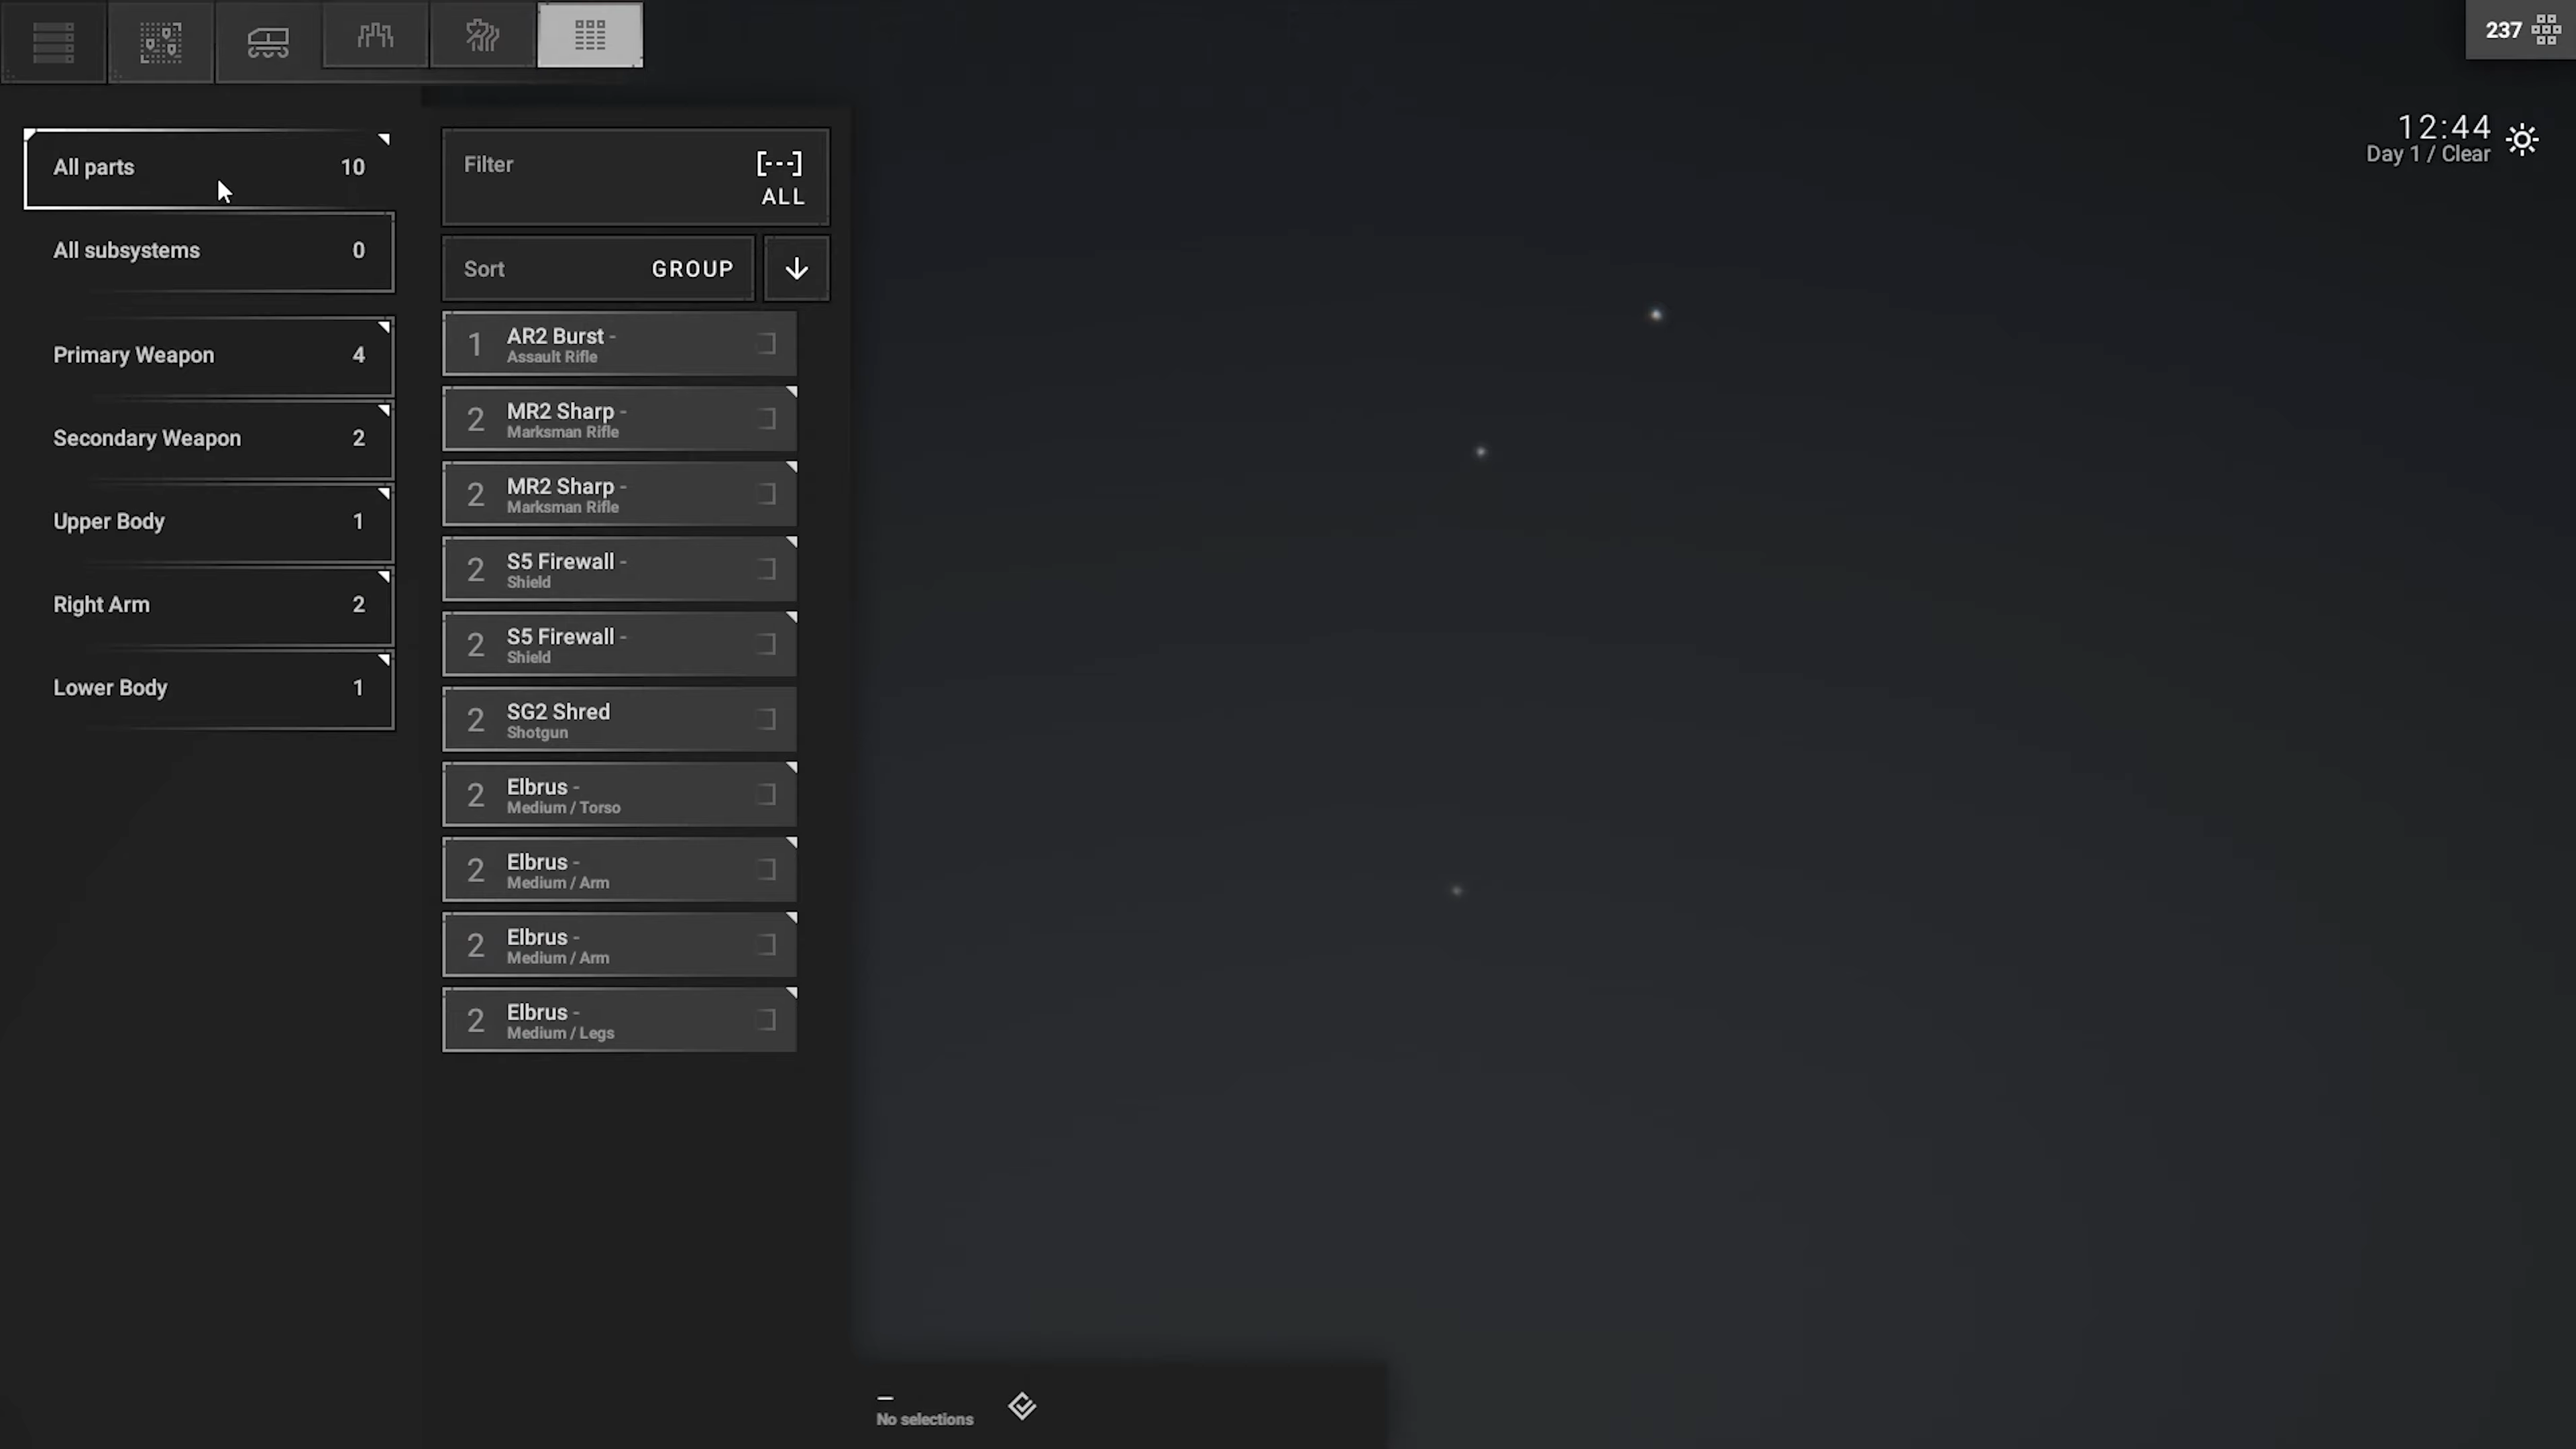 237
12:44
Day 1 / Clear
All parts 10
All subsystems 0
Primary Weapon 4
Secondary Weapon 2
Upper Body 1
Right Arm 2
Lower Body 1
Filter [---]
ALL
Sort GROUP
1 AR2 Burst -
Assault Rifle
2 MR2 Sharp -
Marksman Rifle
2 MR2 Sharp -
Marksman Rifle
2 S5 Firewall -
Shield
2 S5 Firewall -
Shield
2 SG2 Shred
Shotgun
2 Elbrus -
Medium / Torso
2 Elbrus -
Medium / Arm
2 Elbrus -
Medium / Arm
2 Elbrus -
Medium / Legs
–
No selections